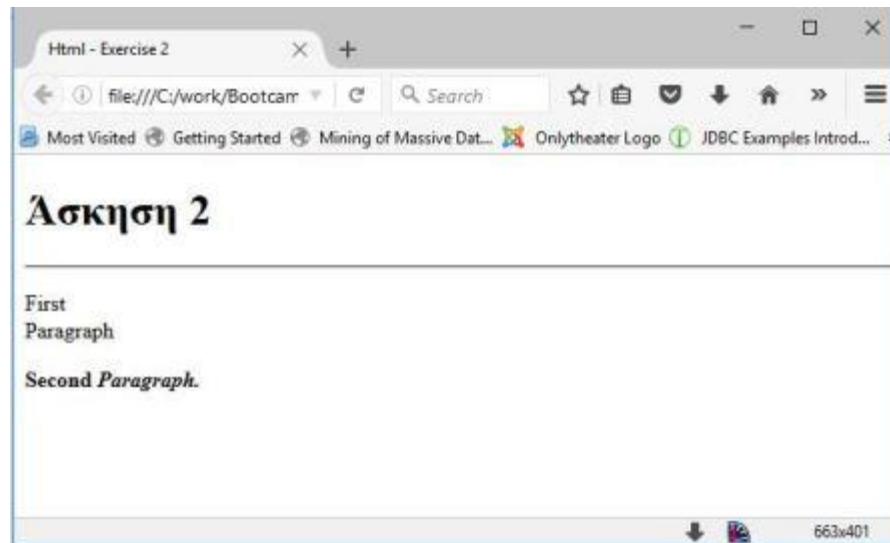 Html - Exercise 2
file:///C:/work/Bootcam
Search
Most Visited Getting Started Mining of Massive Dat... Onlytheater Logo JDBC Examples Introd...
Άσκηση 2
First
Paragraph
Second Paragraph.
663x401